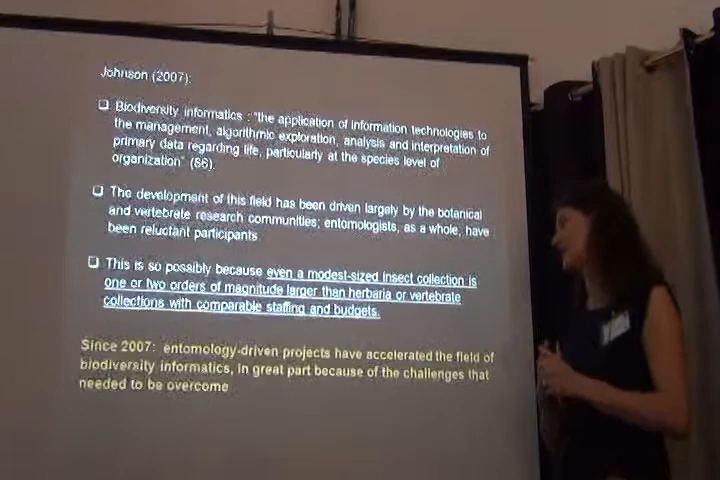 Johnson (2007):
Biodiversity informatics : "the application of information technologies to
the management, algorithmic exploration, analysis and interpretation of
primary data regarding life, particularly at the species level of
organization" (86).
The development of this field has been driven largely by the botanical
and vertebrate research communities; entomologists, as a whole, have
been reluctant participants
This is so possibly because even a modest-sized insect collection is
one or two orders of magnitude larger than herbaria or vertebrate
collections with comparable staffing and budgets.
Since 2007: entomology-driven projects have accelerated the field of
biodiversity informatics, in great part because of the challenges that
needed to be overcome